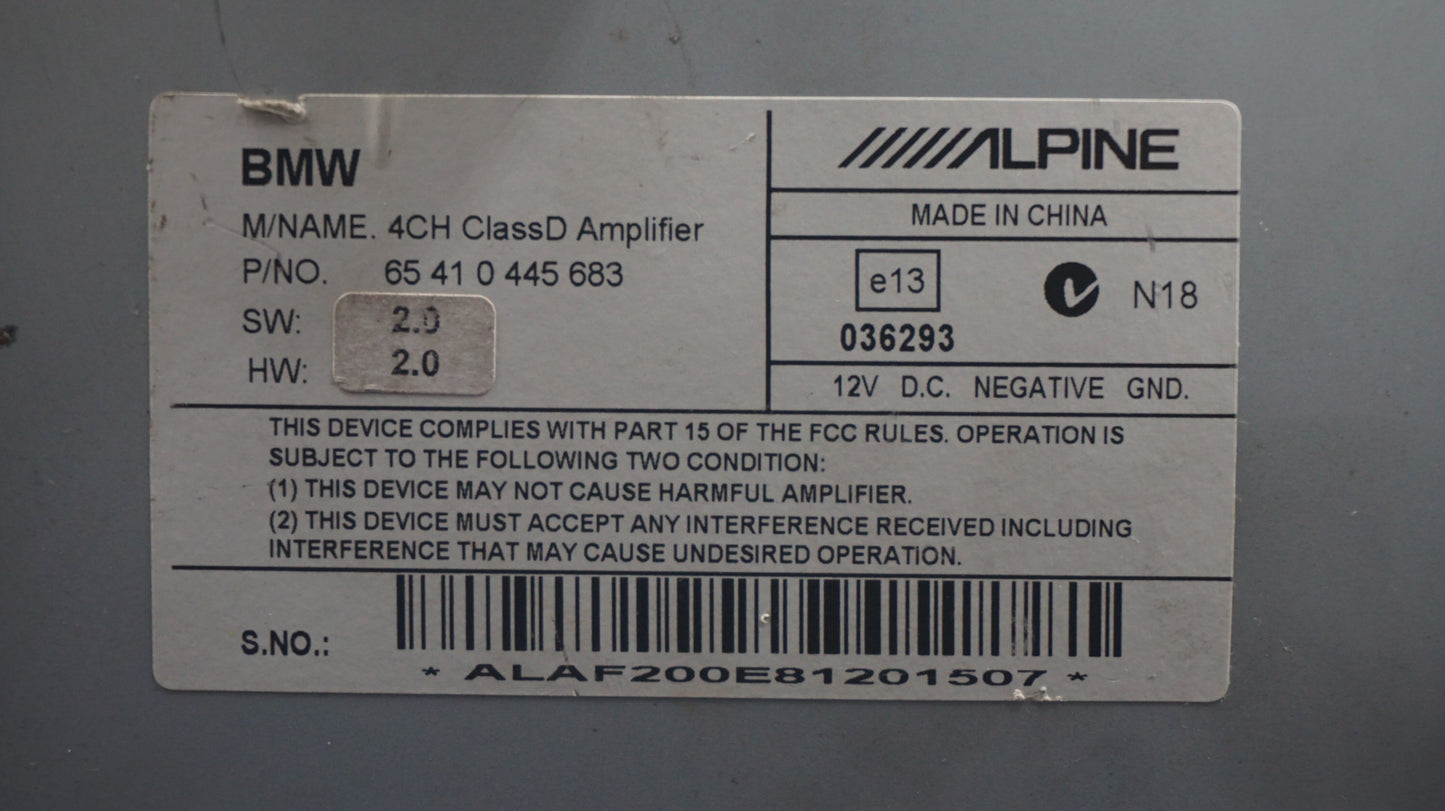 BMW
M/NAME. 4CH ClassD Amplifier
P/NO. 65 41 0 445 683
SW: 2.0
HW: 2.0
ALPINE
MADE IN CHINA
e13
N18
036293
12V D.C. NEGATIVE GND.
THIS DEVICE COMPLIES WITH PART 15 OF THE FCC RULES. OPERATION IS
SUBJECT TO THE FOLLOWING TWO CONDITION:
(1) THIS DEVICE MAY NOT CAUSE HARMFUL AMPLIFIER.
(2) THIS DEVICE MUST ACCEPT ANY INTERFERENCE RECEIVED INCLUDING
INTERFERENCE THAT MAY CAUSE UNDESIRED OPERATION.
S.NO.:
* ALAF200E81201507 *